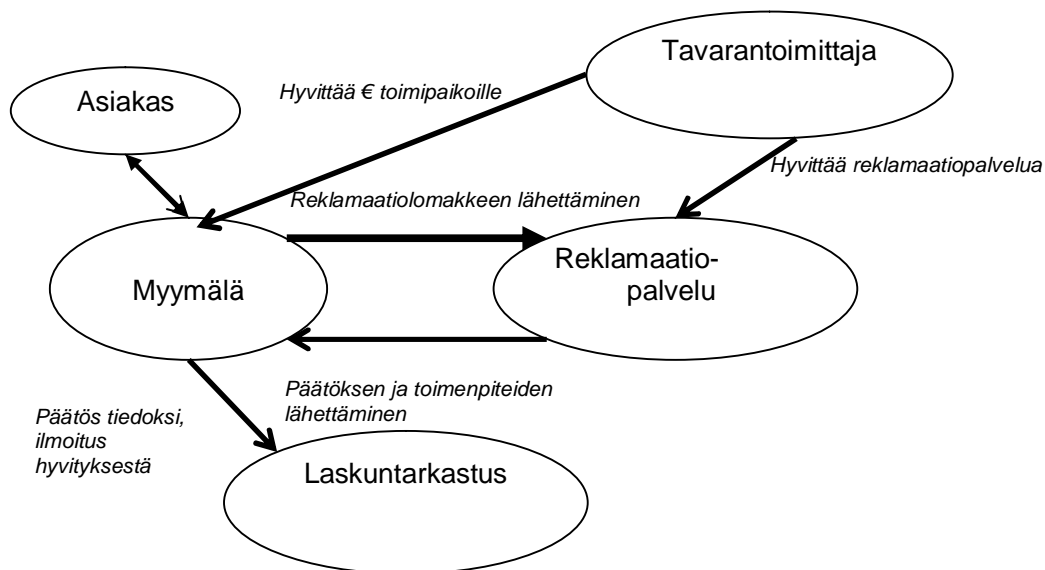 Tavarantoimittaja
Hyvittää € toimipaikoille
Asiakas
Hyvittää reklamaatiopalvelua
Reklamaatiolomakkeen lähettäminen
Reklamaatio-
palvelu
Myymälä
Päätöksen ja toimenpiteiden
lähettäminen
Päätös tiedoksi,
ilmoitus
hyvityksestä
Laskuntarkastus